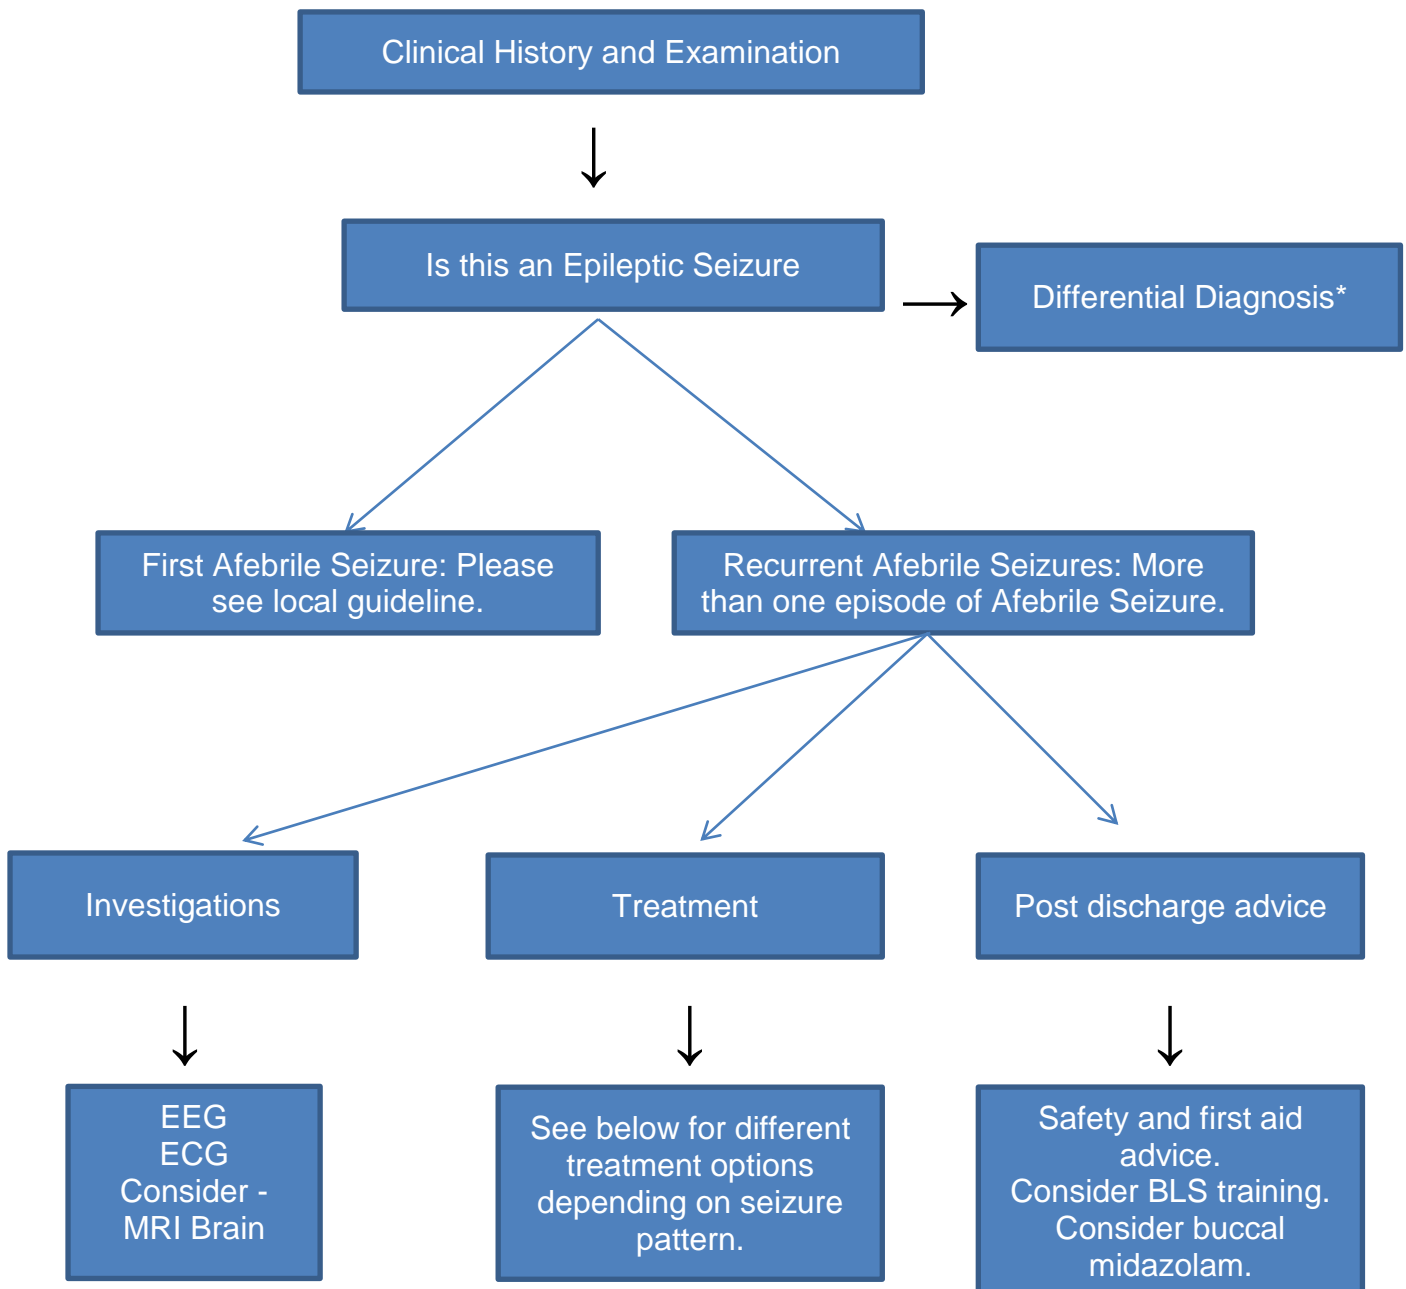 Clinical History and Examination
Is this an Epileptic Seizure
Differential Diagnosis*
First Afebrile Seizure: Please
see local guideline.
Recurrent Afebrile Seizures: More
than one episode of Afebrile Seizure.
Investigations
Treatment
Post discharge advice
EEG
ECG
Consider -
MRI Brain
See below for different
treatment options
depending on seizure
pattern.
Safety and first aid
advice.
Consider BLS training.
Consider buccal
midazolam.